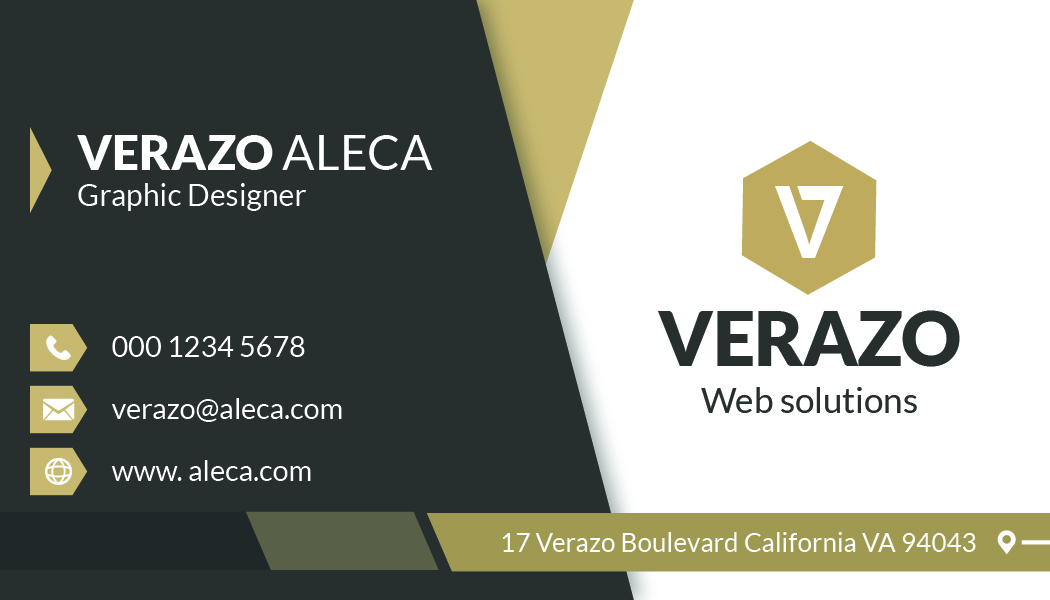 VERAZO ALECA
Graphic Designer
000 1234 5678
verazo@aleca.com
www. aleca.com
V
VERAZO
Web solutions
17 Verazo Boulevard California VA 94043